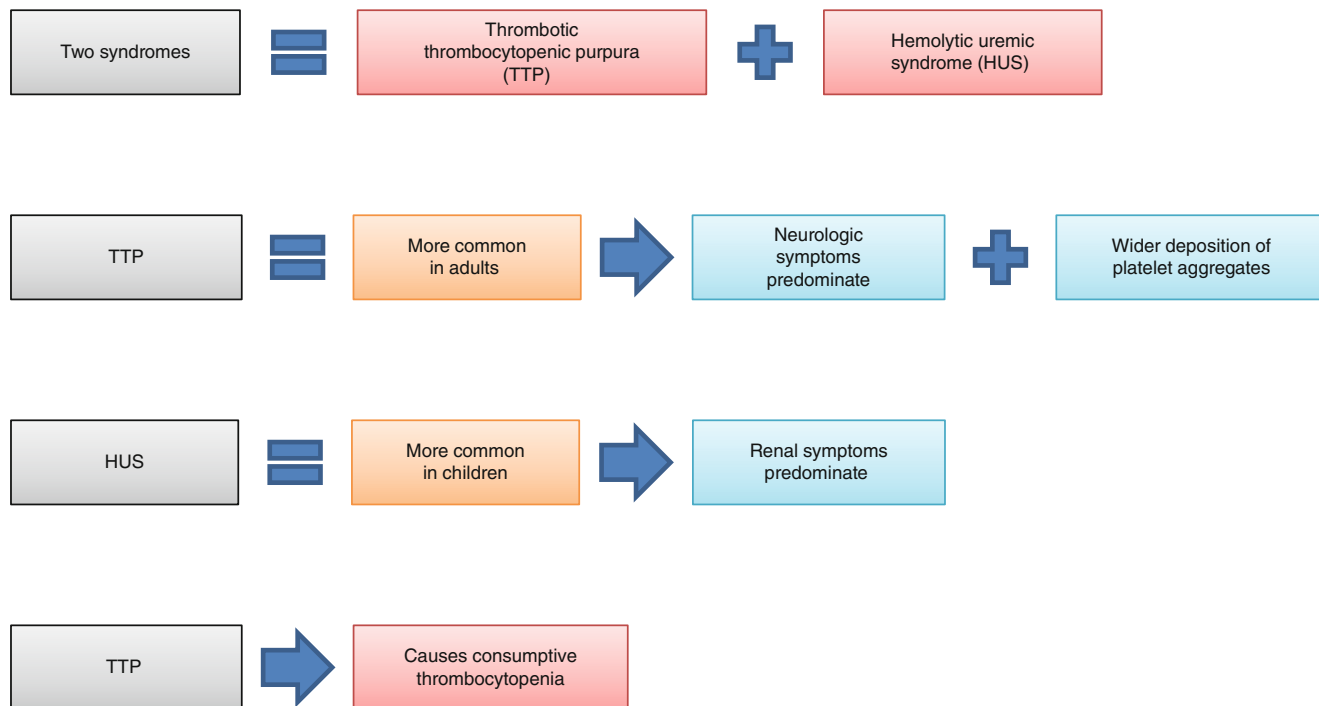 Two syndromes
Thrombotic
thrombocytopenic purpura
(TTP)
Hemolytic uremic
syndrome (HUS)
TTP
More common
in adults
Neurologic
symptoms
predominate
Wider deposition of
platelet aggregates
HUS
More common
in children
Renal symptoms
predominate
TTP
Causes consumptive
thrombocytopenia